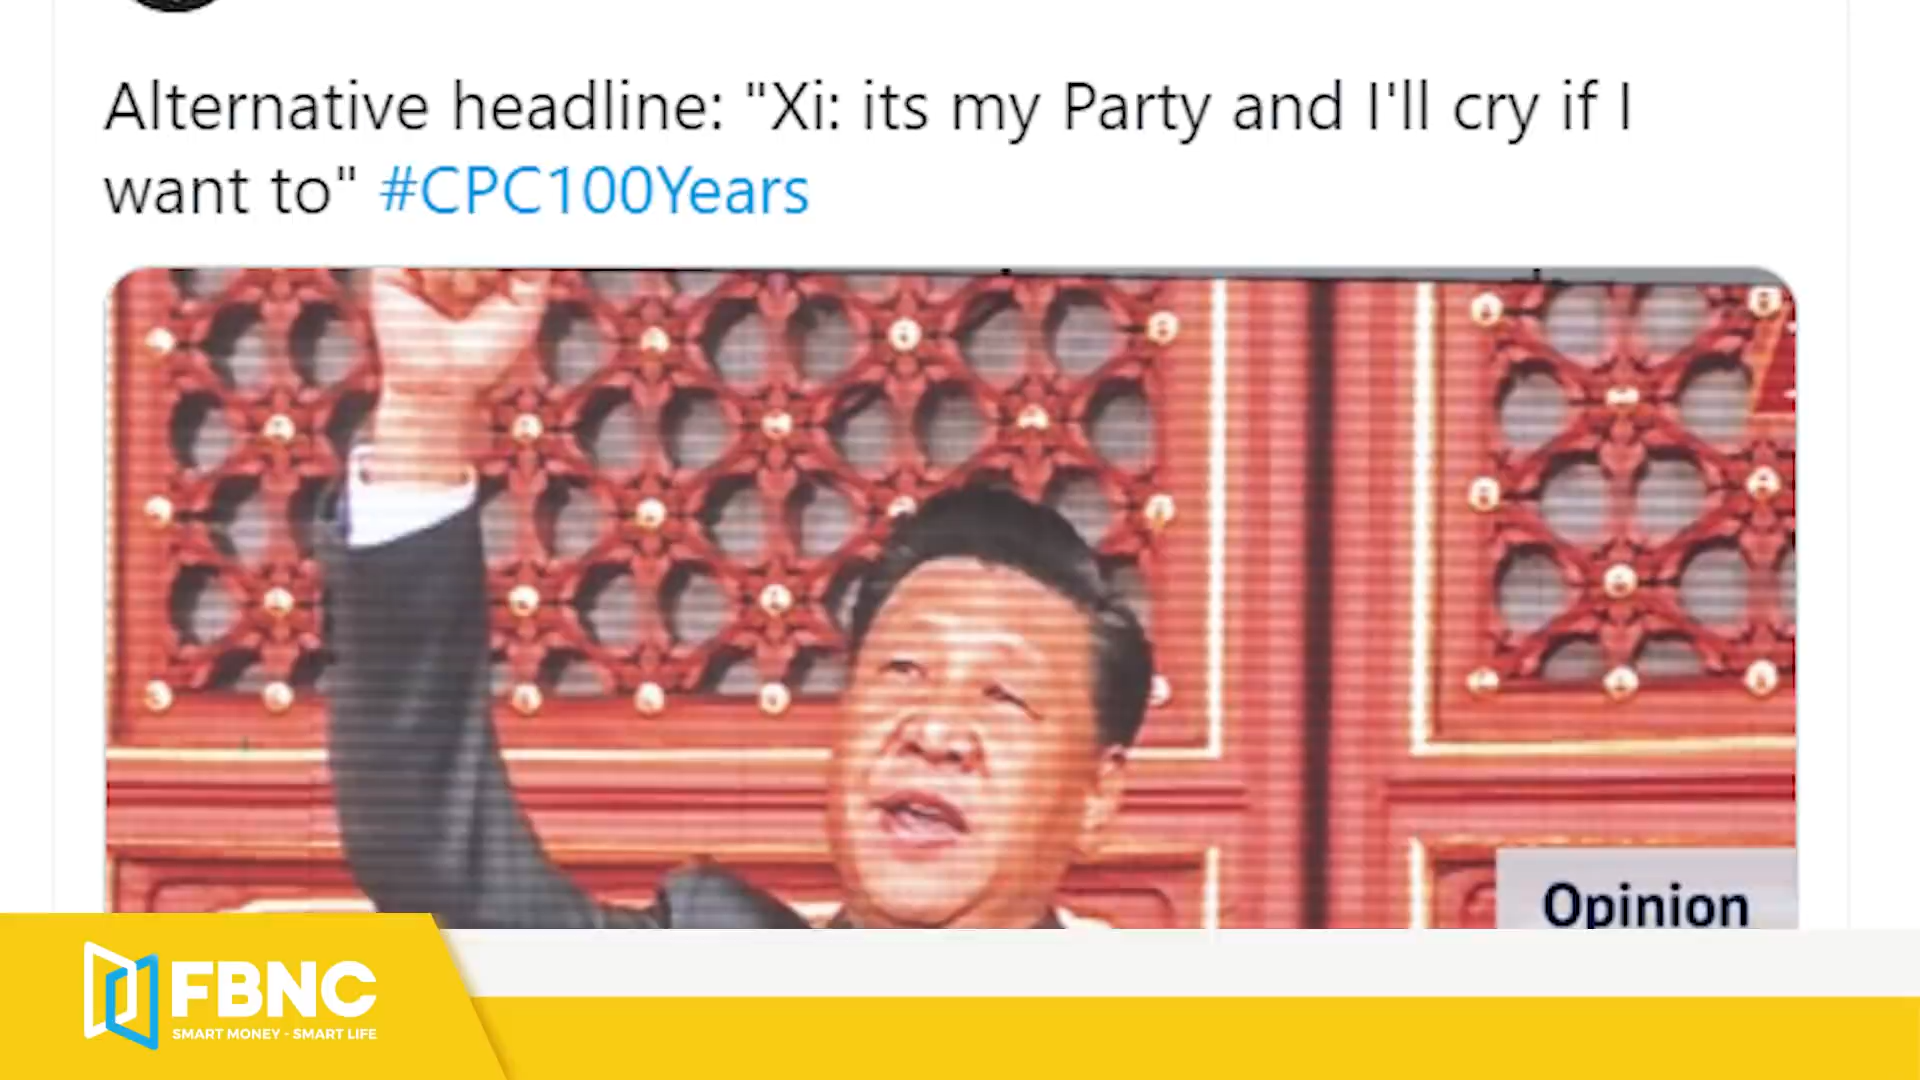 Alternative headline: "Xi: its my Party and I'll cry if I
want to" #CPC100Years
Opinion
FBNC
SMART MONEY - SMART LIFE